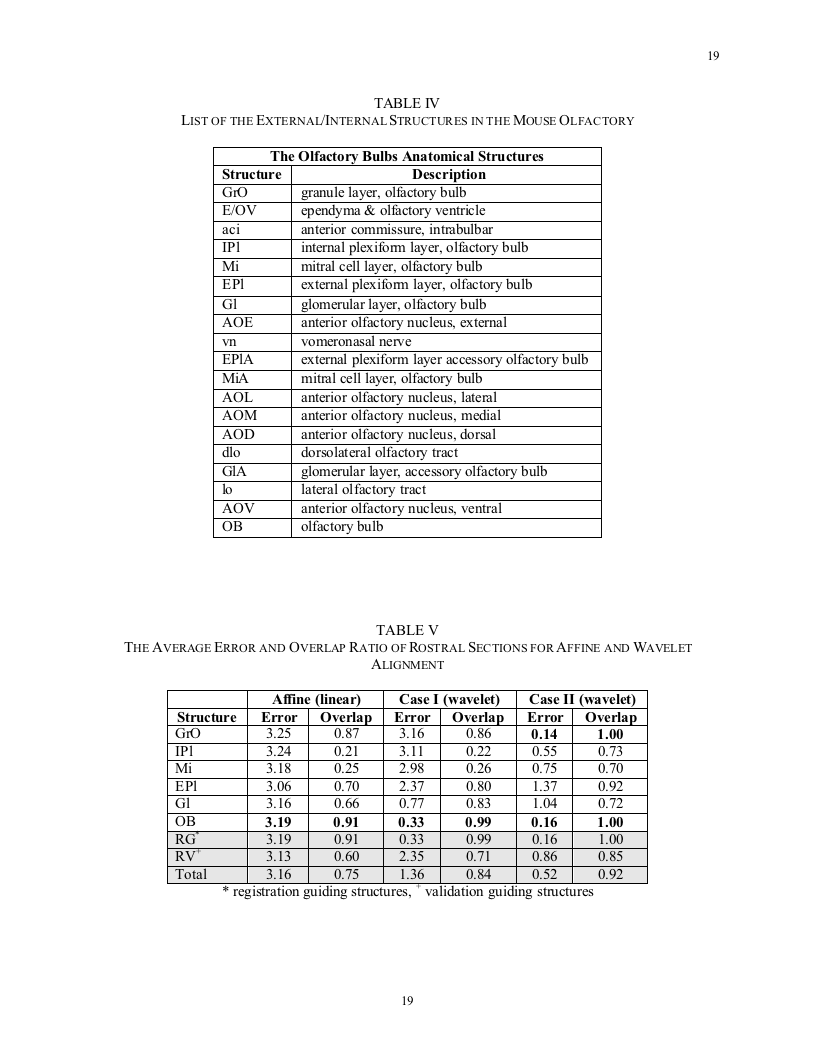 19
TABLE IV
LIST OF THE EXTERNAL/INTERNAL STRUCTURES IN THE MOUSE OLFACTORY
The Olfactory Bulbs Anatomical Structures
Structure Description
GrO granule layer, olfactory bulb
E/OV ependyma & olfactory ventricle
aci anterior commissure, intrabulbar
IPl internal plexiform layer, olfactory bulb
Mi mitral cell layer, olfactory bulb
EPl external plexiform layer, olfactory bulb
Gl glomerular layer, olfactory bulb
AOE anterior olfactory nucleus, external
vn vomeronasal nerve
EPlA external plexiform layer accessory olfactory bulb
MiA mitral cell layer, olfactory bulb
AOL anterior olfactory nucleus, lateral
AOM anterior olfactory nucleus, medial
AOD anterior olfactory nucleus, dorsal
dlo dorsolateral olfactory tract
GlA glomerular layer, accessory olfactory bulb
lo lateral olfactory tract
AOV anterior olfactory nucleus, ventral
OB olfactory bulb
TABLE V
THE AVERAGE ERROR AND OVERLAP RATIO OF ROSTRAL SECTIONS FOR AFFINE AND WAVELET
ALIGNMENT
Affine (linear) Case I (wavelet) Case II (wavelet)
Structure Error Overlap Error Overlap Error Overlap
GrO 3.25 0.87 3.16 0.86 0.14 1.00
IPl 3.24 0.21 3.11 0.22 0.55 0.73
Mi 3.18 0.25 2.98 0.26 0.75 0.70
EPl 3.06 0.70 2.37 0.80 1.37 0.92
Gl 3.16 0.66 0.77 0.83 1.04 0.72
OB 3.19 0.91 0.33 0.99 0.16 1.00
RG* 3.19 0.91 0.33 0.99 0.16 1.00
RV+ 3.13 0.60 2.35 0.71 0.86 0.85
Total 3.16 0.75 1.36 0.84 0.52 0.92
* registration guiding structures, + validation guiding structures
19